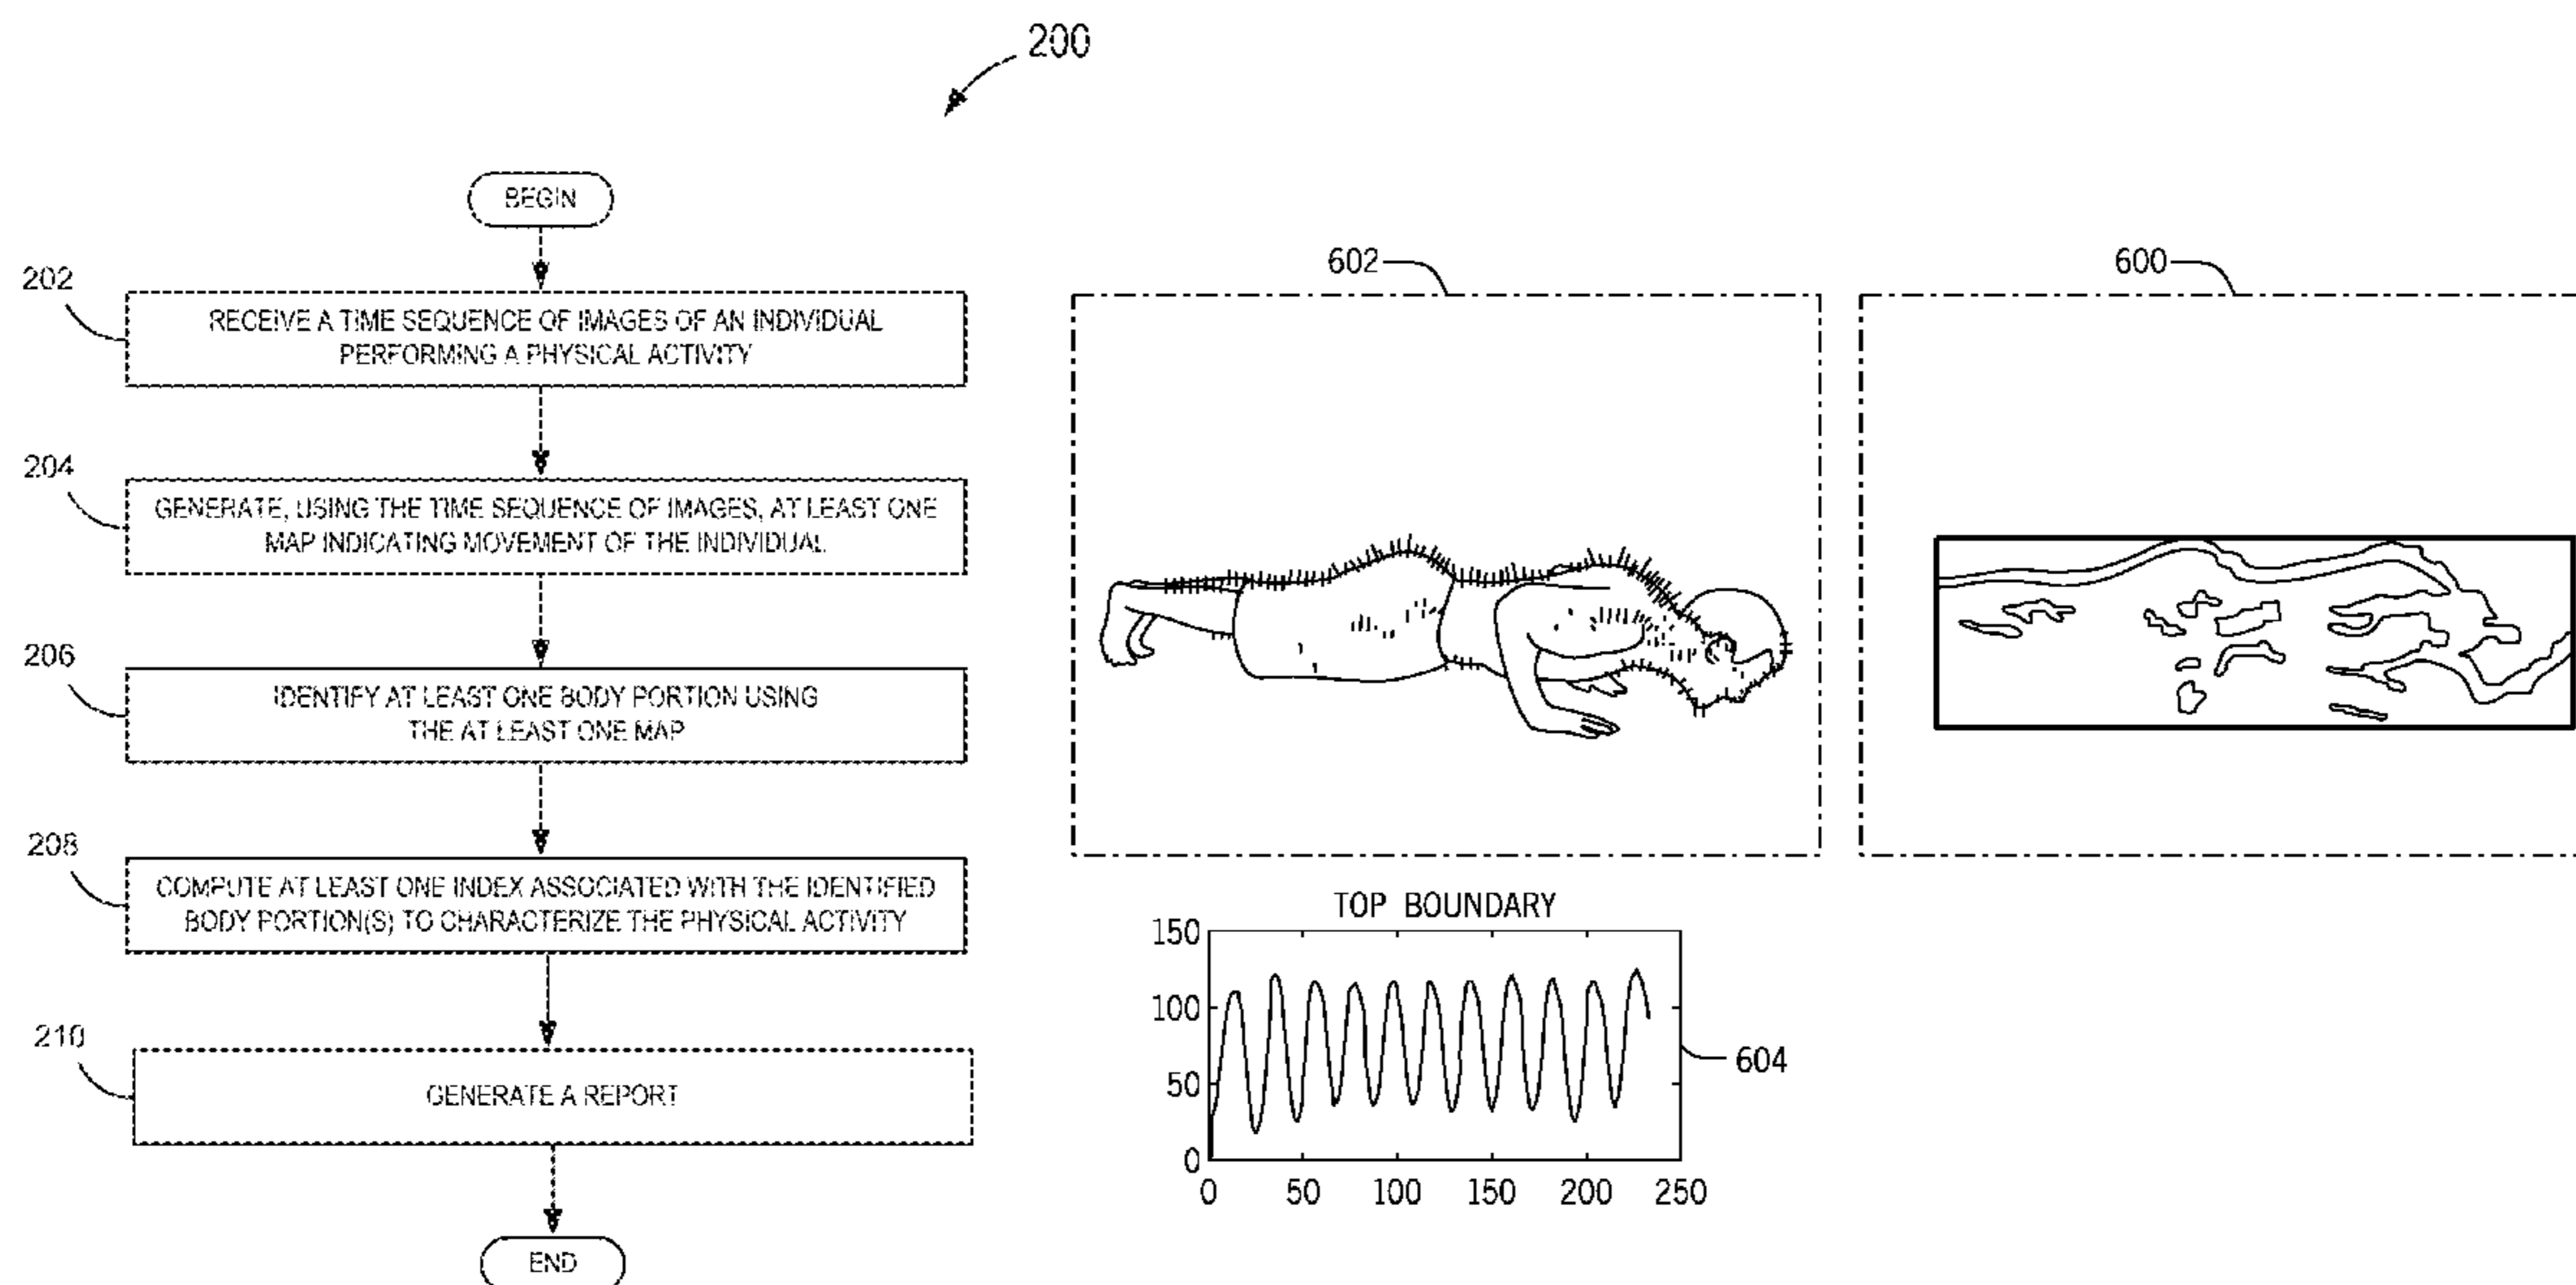 200
BEGIN
202
RECEIVE A TIME SEQUENCE OF IMAGES OF AN INDIVIDUAL
PERFORMING A PHYSICAL ACTIVITY
204
GENERATE, USING THE TIME SEQUENCE OF IMAGES, AT LEAST ONE
MAP INDICATING MOVEMENT OF THE INDIVIDUAL
206
IDENTIFY AT LEAST ONE BODY PORTION USING
THE AT LEAST ONE MAP
208
COMPUTE AT LEAST ONE INDEX ASSOCIATED WITH THE IDENTIFIED
BODY PORTION(S) TO CHARACTERIZE THE PHYSICAL ACTIVITY
210
GENERATE A REPORT
END
602
600
TOP BOUNDARY
150
100
50
0
0 50 100 150 200 250
604